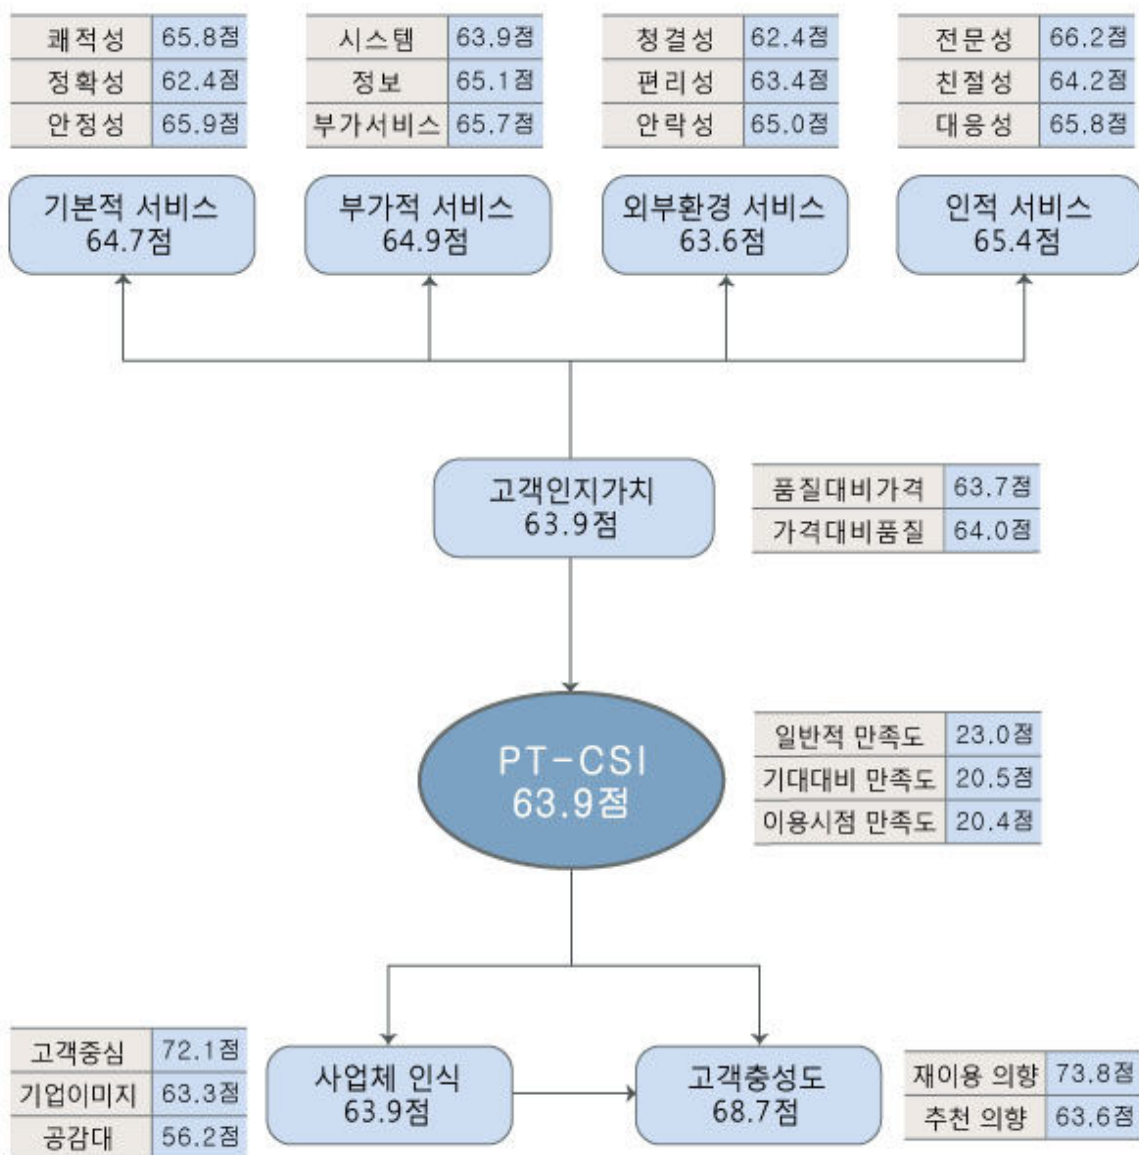 쾌적성 65.8점
정확성 62.4점
안정성 65.9점
시스템 63.9점
정보 65.1점
부가서비스 65.7점
청결성 62.4점
편리성 63.4점
안락성 65.0점
전문성 66.2점
친절성 64.2점
대응성 65.8점
기본적 서비스
64.7점
부가적 서비스
64.9점
외부환경 서비스
63.6점
인적 서비스
65.4점
고객인지가치
63.9점
품질대비가격 63.7점
가격대비품질 64.0점
PT-CSI
63.9점
일반적 만족도 23.0점
기대대비 만족도 20.5점
이용시점 만족도 20.4점
고객중심 72.1점
기업이미지 63.3점
공감대 56.2점
사업체 인식
63.9점
고객충성도
68.7점
재이용 의향 73.8점
추천 의향 63.6점